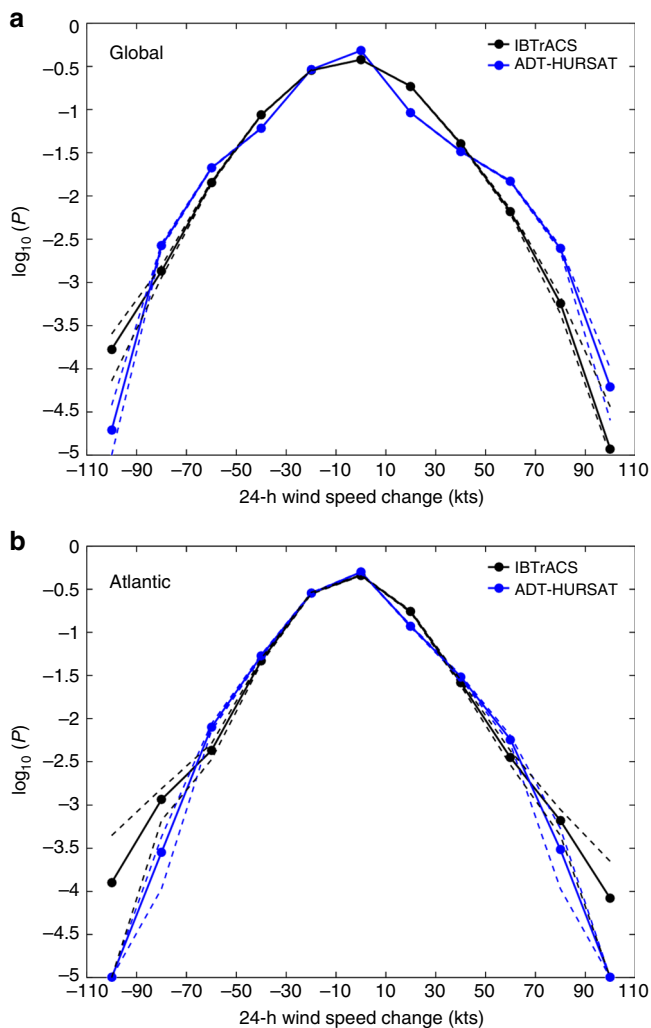 a
0
Global
IBTrACS
ADT-HURSAT
–0.5
–1
–1.5
–2
log10 (P)
–2.5
–3
–3.5
–4
–4.5
–5
–110 –90 –70 –50 –30 –10 10 30 50 70 90 110
24-h wind speed change (kts)
b
0
Atlantic
IBTrACS
ADT-HURSAT
–0.5
–1
–1.5
–2
log10 (P)
–2.5
–3
–3.5
–4
–4.5
–5
–110 –90 –70 –50 –30 –10 10 30 50 70 90 110
24-h wind speed change (kts)